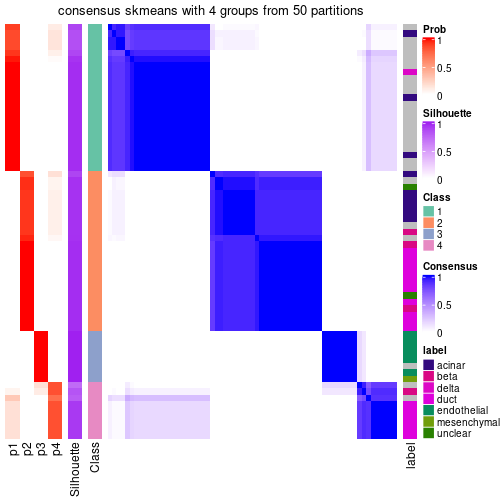 consensus skmeans with 4 groups from 50 partitions
Prob
1
0.5
0
Silhouette
1
0.5
0
Class
1
2
3
4
Consensus
1
0.5
0
label
acinar
beta
delta
duct
endothelial
mesenchymal
unclear
p1
p2
p3
p4
Silhouette
Class
label